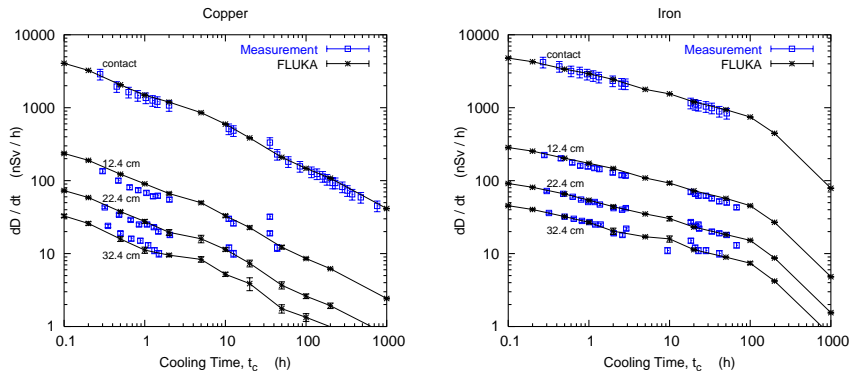 Copper
dD / dt (nSv / h)
10000
1000
100
10
1
0.1 1 10 100 1000
Cooling Time, t_c (h)
Measurement
FLUKA
contact
12.4 cm
22.4 cm
32.4 cm
Iron
dD / dt (nSv / h)
10000
1000
100
10
1
0.1 1 10 100 1000
Cooling Time, t_c (h)
Measurement
FLUKA
contact
12.4 cm
22.4 cm
32.4 cm